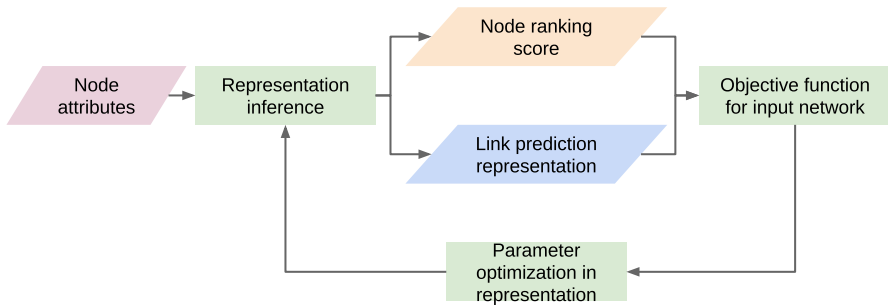 Node ranking
score
Node
attributes
Representation
inference
Objective function
for input network
Link prediction
representation
Parameter
optimization in
representation